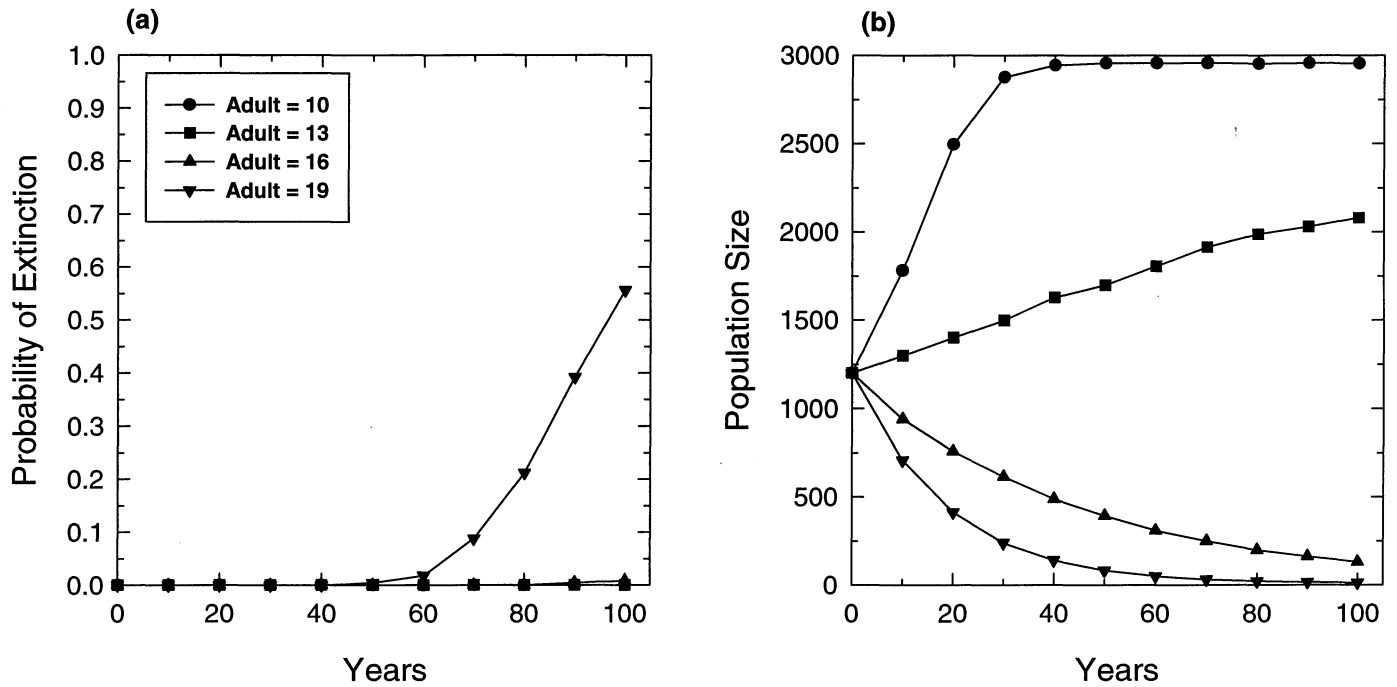 (a)
Probability of Extinction
1.0
0.9
0.8
0.7
0.6
0.5
0.4
0.3
0.2
0.1
0.0
Adult = 10
Adult = 13
Adult = 16
Adult = 19
0 20 40 60 80 100
Years
(b)
Population Size
3000
2500
2000
1500
1000
500
0
0 20 40 60 80 100
Years